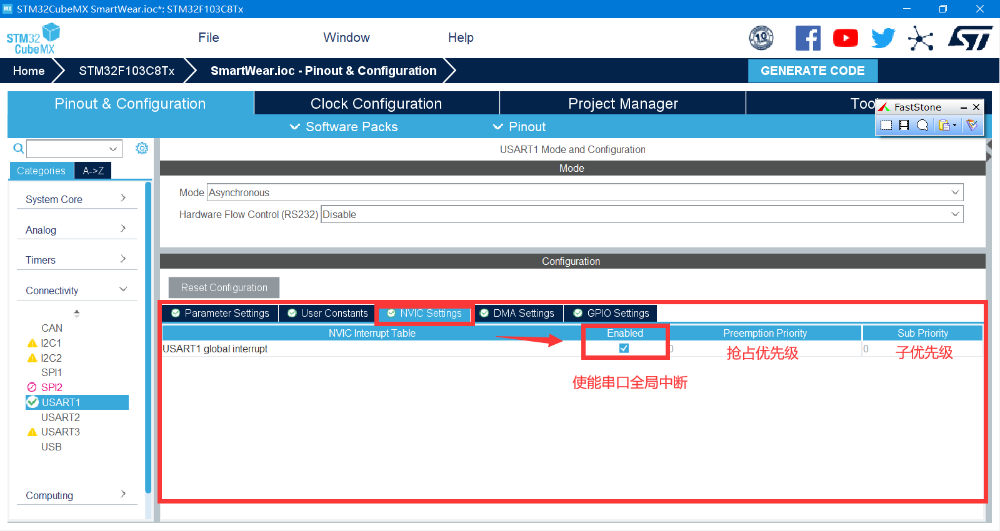 MX STM32CubeMX SmartWear.ioc*: STM32F103C8Tx
STM32
CubeMX
File
Window
Help
10
Home
STM32F103C8Tx
SmartWear.ioc - Pinout & Configuration
GENERATE CODE
Pinout & Configuration
Clock Configuration
Project Manager
Too
FastStone
Software Packs
Pinout
USART1 Mode and Configuration
Categories
A->Z
Mode
System Core
Mode Asynchronous
Hardware Flow Control (RS232) Disable
Analog
Timers
Configuration
Connectivity
Reset Configuration
Parameter Settings
User Constants
NVIC Settings
DMA Settings
GPIO Settings
NVIC Interrupt Table
Enabled
Preemption Priority
Sub Priority
USART1 global interrupt
0
抢占优先级
0
子优先级
使能串口全局中断
CAN
I2C1
I2C2
SPI1
SPI2
USART1
USART2
USART3
USB
Computing